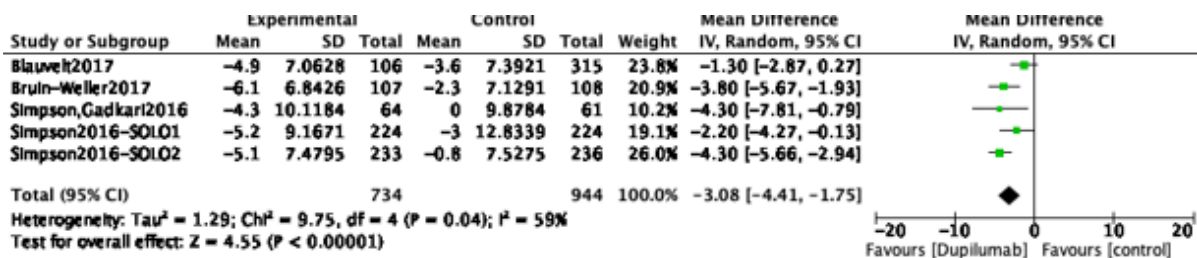 Experimental Control Mean Difference Mean Difference
Study or Subgroup Mean SD Total Mean SD Total Weight IV, Random, 95% CI IV, Random, 95% CI
Blauvelt2017 −4.9 7.0628 106 −3.6 7.3921 315 23.8% −1.30 [−2.87, 0.27]
Bruin−Weller2017 −6.1 6.8426 107 −2.3 7.1291 108 20.9% −3.80 [−5.67, −1.93]
Simpson,Gadkari2016 −4.3 10.1184 64 0 9.8784 61 10.2% −4.30 [−7.81, −0.79]
Simpson2016−SOLO1 −5.2 9.1671 224 −3 12.8339 224 19.1% −2.20 [−4.27, −0.13]
Simpson2016−SOLO2 −5.1 7.4795 233 −0.8 7.5275 236 26.0% −4.30 [−5.66, −2.94]
Total (95% CI) 734 944 100.0% −3.08 [−4.41, −1.75]
Heterogeneity: Tau² = 1.29; Chi² = 9.75, df = 4 (P = 0.04); I² = 59%
Test for overall effect: Z = 4.55 (P < 0.00001)
−20 −10 0 10 20
Favours [Dupilumab] Favours [control]